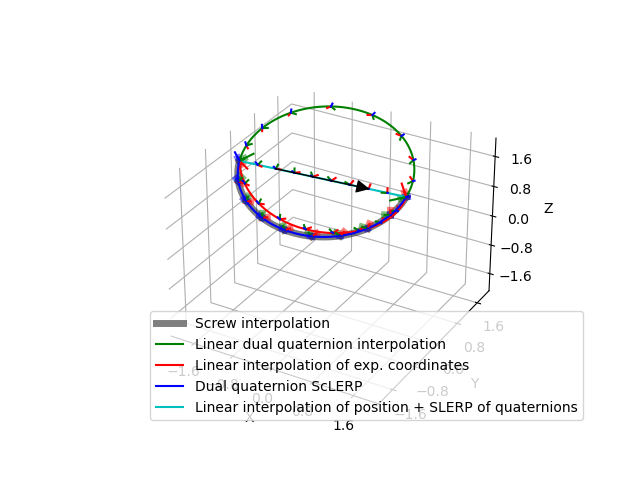 1.6
0.8
0.0
Z
−0.8
−1.6
Screw interpolation
Linear dual quaternion interpolation
Linear interpolation of exp. coordinates
Dual quaternion ScLERP
Linear interpolation of position + SLERP of quaternions
1.6
0.8
Y
−0.8
−1.6
−1.6
0.0
X
1.6